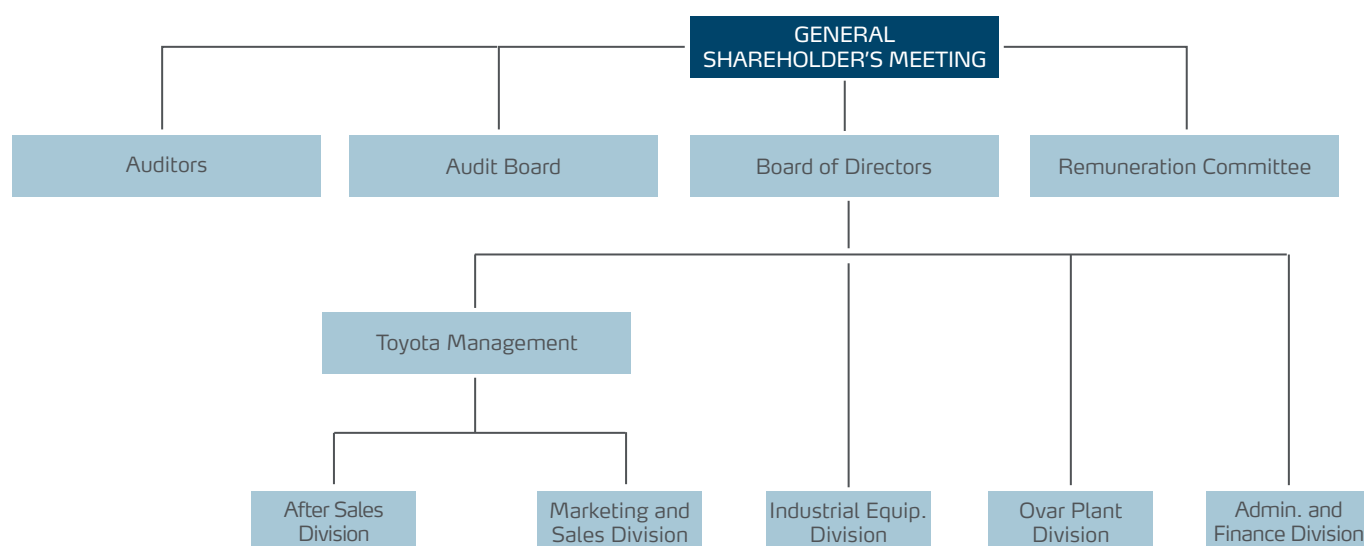 GENERAL
SHAREHOLDER'S MEETING
Auditors
Audit Board
Board of Directors
Remuneration Committee
Toyota Management
After Sales
Division
Marketing and
Sales Division
Industrial Equip.
Division
Ovar Plant
Division
Admin. and
Finance Division